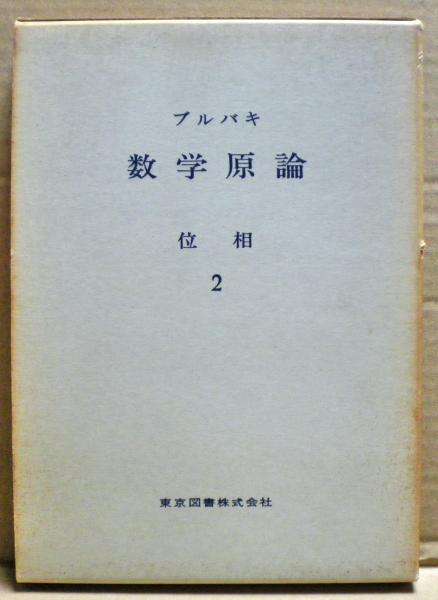 ブルバキ
数学原論
位相
2
東京図書株式会社